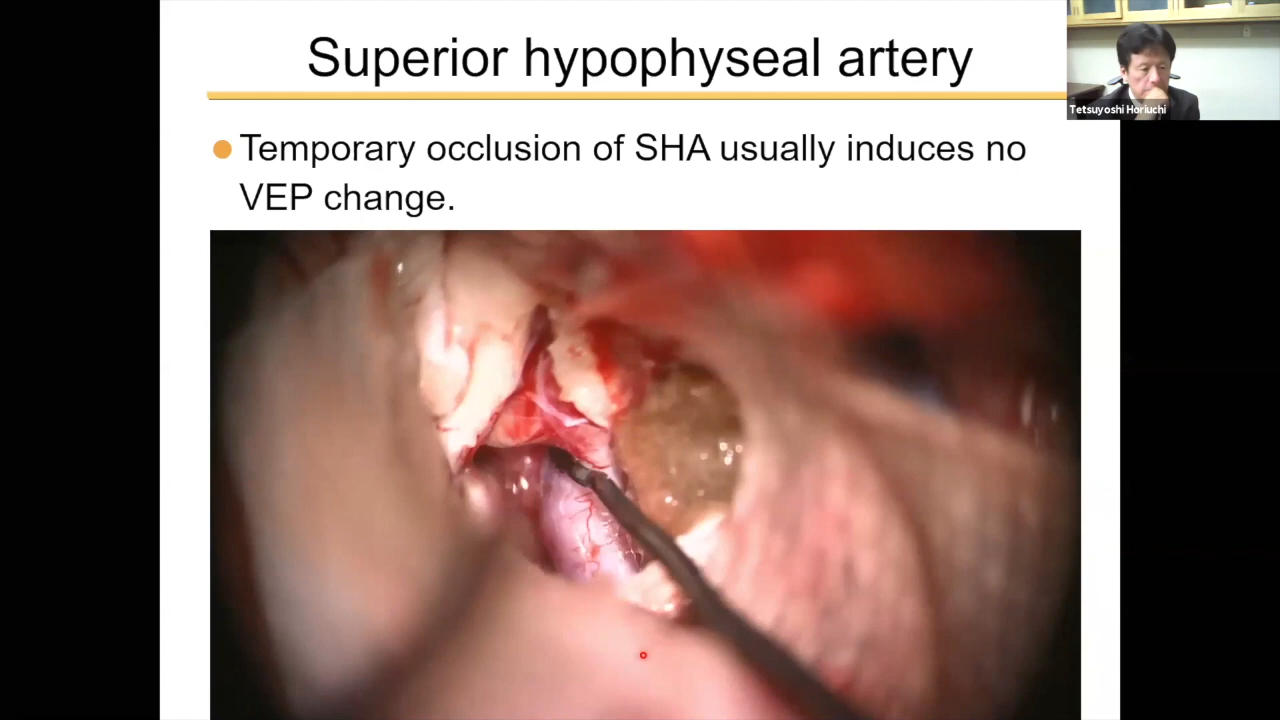 Superior hypophyseal artery
Tetsuyoshi Horiuchi
Temporary occlusion of SHA usually induces no
VEP change.